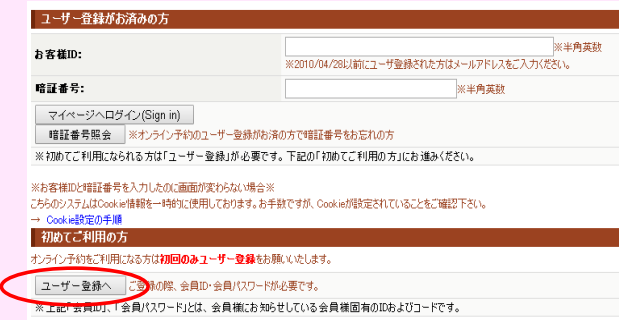 ユーザー登録がお済みの方
お客様ID:
※半角英数
※2010/04/28以前にユーザ登録された方はメールアドレスをご入力ください。
暗証番号:
※半角英数
マイページへログイン(Sign in)
暗証番号照会 ※オンライン予約のユーザー登録がお済の方で暗証番号をお忘れの方
※初めてご利用になられる方は「ユーザー登録」が必要です。下記の「初めてご利用の方」にお進みください。
※お客様IDと暗証番号を入力したのに画面が変わらない場合※
こちらのシステムはCookie情報を一時的に使用しております。お手数ですが、Cookieが設定されていることをご確認下さい。
→ Cookie設定の手順
初めてご利用の方
オンライン予約をご利用になる方は初回のみユーザー登録をお願いいたします。
ユーザー登録へ ご登録の際、会員ID・会員パスワードが必要です。
※上記「会員ID」、「会員パスワード」とは、会員様にお知らせしている会員様固有のIDおよびコードです。